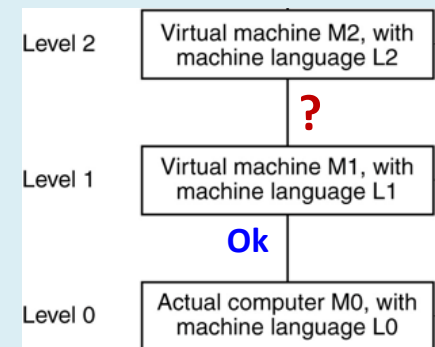 Level 2
Virtual machine M2, with
machine language L2
?
Level 1
Virtual machine M1, with
machine language L1
Ok
Level 0
Actual computer M0, with
machine language L0